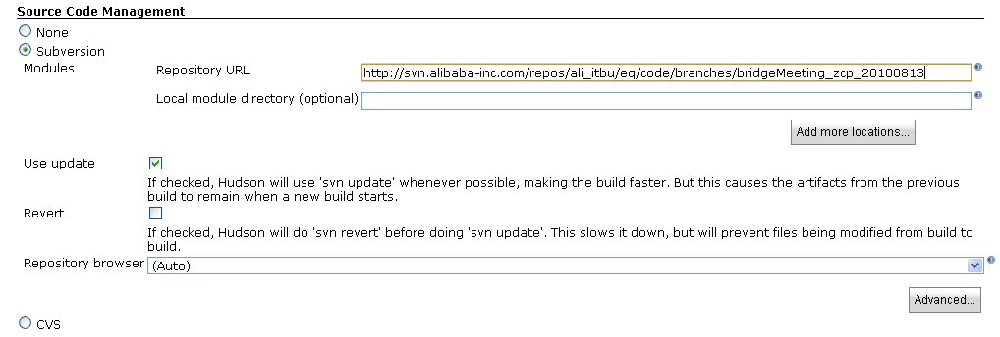 Source Code Management
None
Subversion
Modules
Repository URL
http://svn.alibaba-inc.com/repos/ali_itbu/eq/code/branches/bridgeMeeting_zcp_20100813
Local module directory (optional)
Add more locations...
Use update
If checked, Hudson will use 'svn update' whenever possible, making the build faster. But this causes the artifacts from the previous
build to remain when a new build starts.
Revert
If checked, Hudson will do 'svn revert' before doing 'svn update'. This slows it down, but will prevent files being modified from build to
build.
Repository browser
(Auto)
Advanced...
CVS